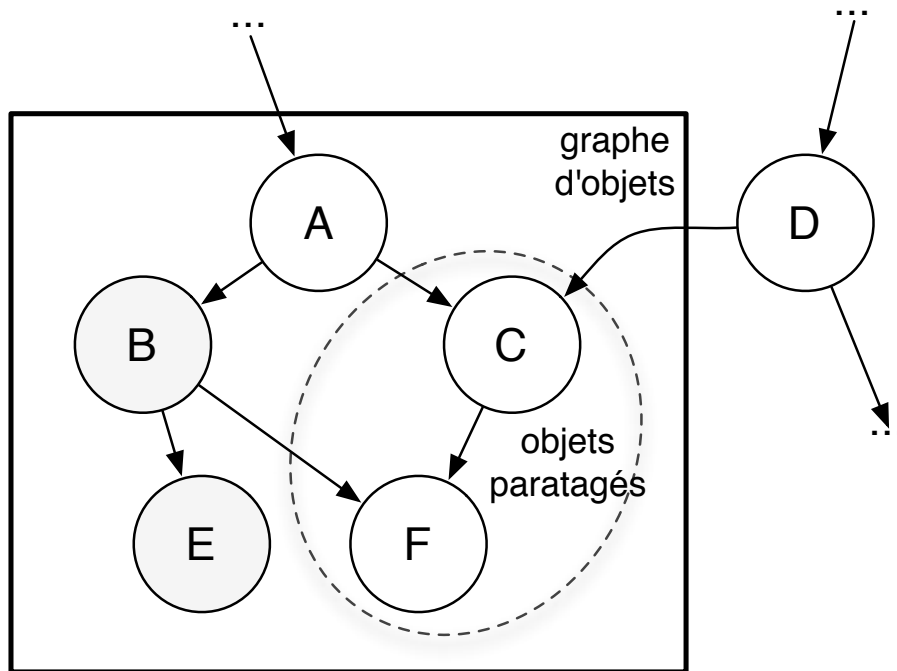 ...
...
graphe
d'objets
A
D
B
C
objets
paratagés
E
F
..